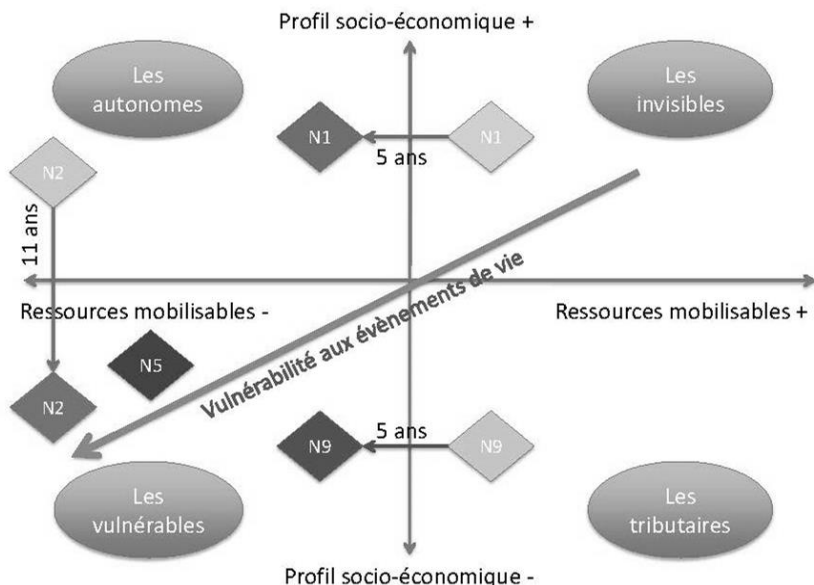 Profil socio-économique +
Les
autonomes
Les
invisibles
N1
N1
5 ans
N2
11 ans
Vulnérabilité aux évènements de vie
Ressources mobilisables -
Ressources mobilisables +
N5
N2
N9
5 ans
N9
Les
vulnérables
Les
tributaires
Profil socio-économique -